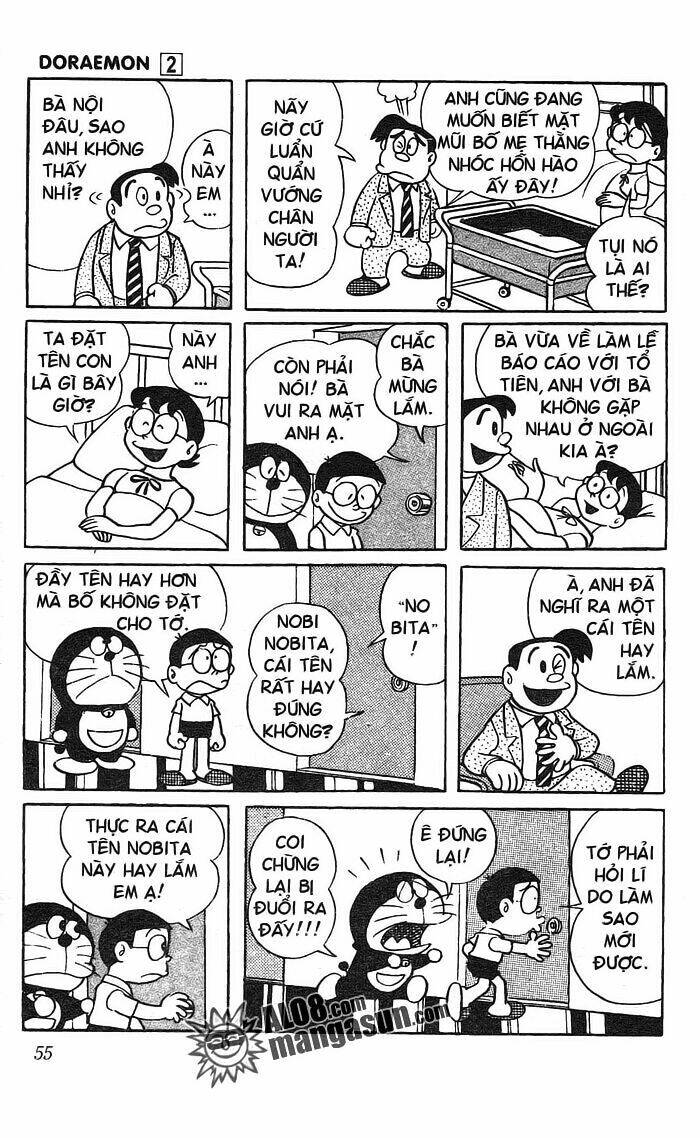 DORAEMON 2
BÀ NỘI
ĐÂU, SAO
ANH KHÔNG
THẤY
NHỈ?
À
NÀY
EM
...
NÃY
GIỜ CỨ
LUẨN
QUẨN
VƯỚNG
CHÂN
NGƯỜI
TA!
ANH CŨNG ĐANG
MUỐN BIẾT MẶT
MŨI BỐ MẸ THẰNG
NHÓC HỖN HÀO
ẤY ĐÂY!
TỤI NÓ
LÀ AI
THẾ?
TA ĐẶT
TÊN CON
LÀ GÌ BÂY
GIỜ?
NÀY
ANH
...
CÒN PHẢI
NÓI! BÀ
VUI RA MẶT
ANH Ạ.
CHẮC
BÀ
MỪNG
LẮM.
BÀ VỪA VỀ LÀM LỄ
BÁO CÁO VỚI TỔ
TIÊN, ANH VỚI BÀ
KHÔNG GẶP
NHAU Ở NGOÀI
KIA À?
ĐẦY TÊN HAY HƠN
MÀ BỐ KHÔNG ĐẶT
CHO TỚ.
NOBI
NOBITA,
CÁI TÊN
RẤT HAY
ĐÚNG
KHÔNG?
"NO
BITA"
!
À, ANH ĐÃ
NGHĨ RA MỘT
CÁI TÊN
HAY
LẮM.
THỰC RA CÁI
TÊN NOBITA
NÀY HAY LẮM
EM Ạ!
COI
CHỪNG
LẠI BỊ
ĐUỔI RA
ĐẤY!!!
Ê ĐỨNG
LẠI!
TỚ PHẢI
HỎI LÍ
DO LÀM
SAO
MỚI
ĐƯỢC.
AL08.com
mangasun.com
55